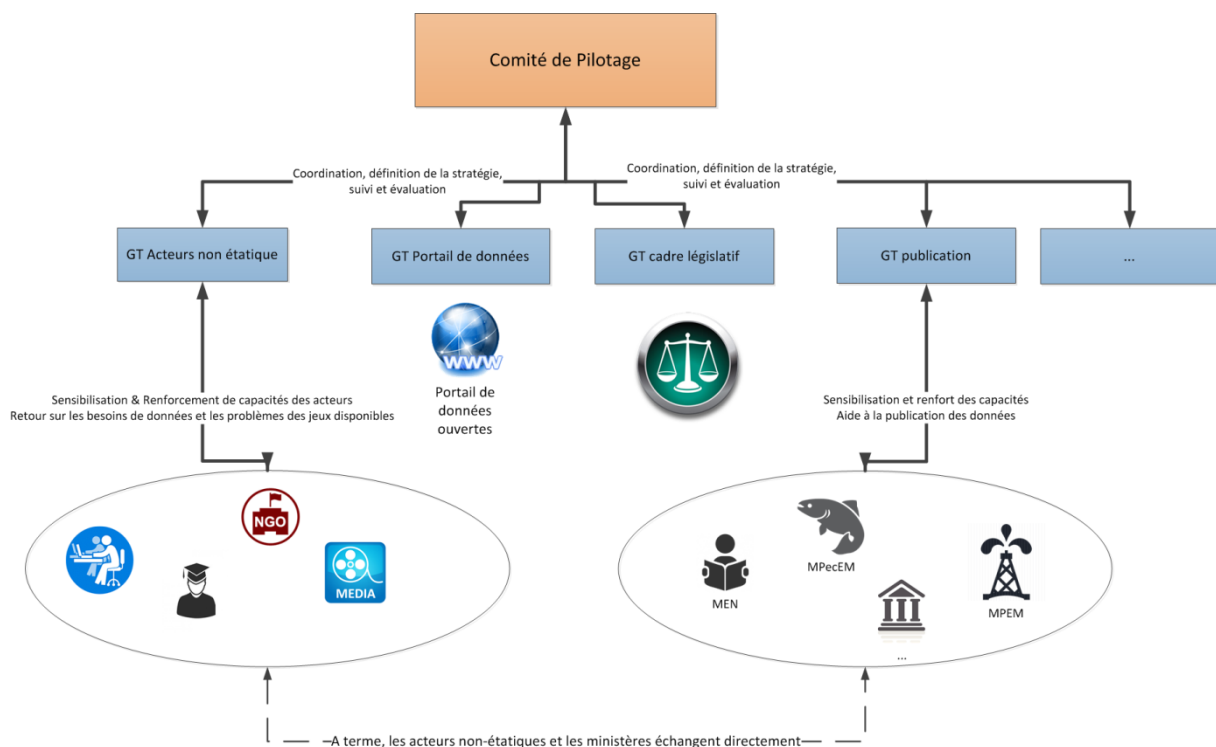 Comité de Pilotage
Coordination, définition de la stratégie,
suivi et évaluation
Coordination, définition de la stratégie,
suivi et évaluation
GT Acteurs non étatique
GT Portail de données
GT cadre législatif
GT publication
...
www
Portail de
données
ouvertes
Sensibilisation & Renforcement de capacités des acteurs
Retour sur les besoins de données et les problèmes des jeux disponibles
Sensibilisation et renfort des capacités
Aide à la publication des données
NGO
MEDIA
MPecEM
MEN
MPEM
...
A terme, les acteurs non-étatiques et les ministères échangent directement